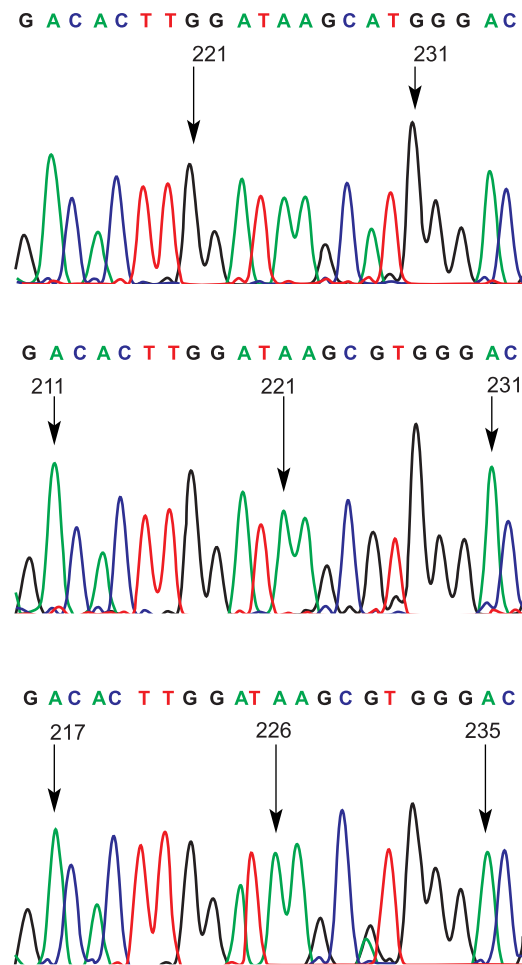 G A C A C T T G G A T A A G C A T G G G A C
221 231
G A C A C T T G G A T A A G C G T G G G A C
211 221 231
G A C A C T T G G A T A A G C G T G G G A C
217 226 235